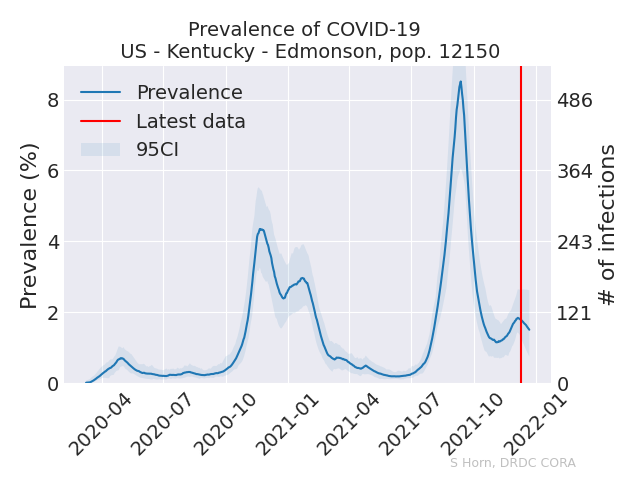 Prevalence of COVID-19
US - Kentucky - Edmonson, pop. 12150
Prevalence
Latest data
95CI
Prevalence (%)
8
6
4
2
0
# of infections
486
364
243
121
0
2020-04
2020-07
2020-10
2021-01
2021-04
2021-07
2021-10
2022-01
S Horn, DRDC CORA